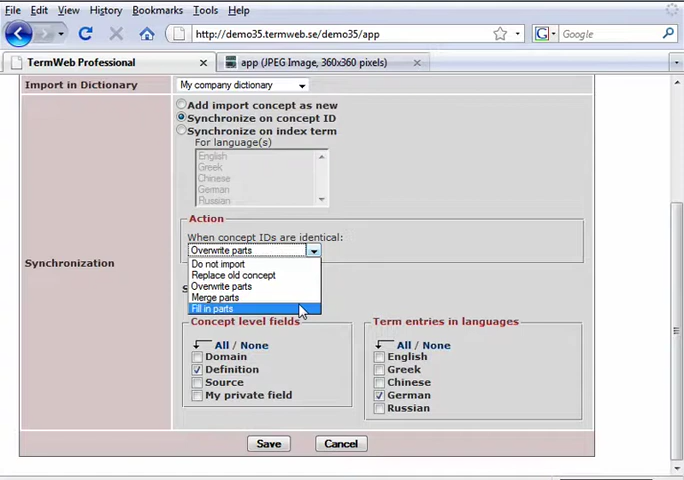 File Edit View History Bookmarks Tools Help
http://demo35.termweb.se/demo35/app
Google
TermWeb Professional
app (JPEG Image, 360x360 pixels)
Import in Dictionary
My company dictionary
Add import concept as new
Synchronize on concept ID
Synchronize on index term
For language(s)
English
Greek
Chinese
German
Russian
Action
When concept IDs are identical:
Overwrite parts
Do not import
Replace old concept
Overwrite parts
Merge parts
Fill in parts
Synchronization
Concept level fields
All / None
Domain
Definition
Source
My private field
Term entries in languages
All / None
English
Greek
Chinese
German
Russian
Save
Cancel